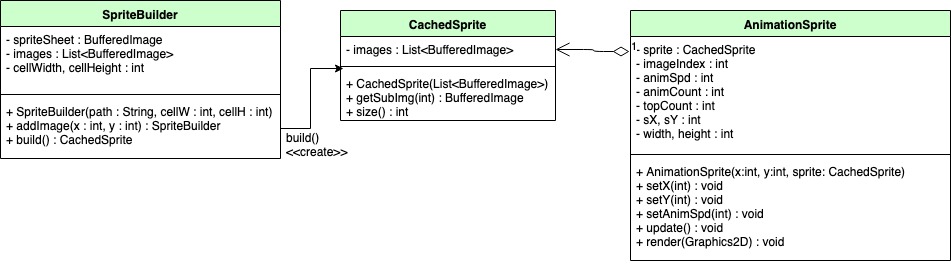 SpriteBuilder
- spriteSheet : BufferedImage
- images : List<BufferedImage>
- cellWidth, cellHeight : int
+ SpriteBuilder(path : String, cellW : int, cellH : int)
+ addImage(x : int, y : int) : SpriteBuilder
+ build() : CachedSprite
build()
<<create>>
CachedSprite
- images : List<BufferedImage>
+ CachedSprite(List<BufferedImage>)
+ getSubImg(int) : BufferedImage
+ size() : int
AnimationSprite
1
- sprite : CachedSprite
- imageIndex : int
- animSpd : int
- animCount : int
- topCount : int
- sX, sY : int
- width, height : int
+ AnimationSprite(x:int, y:int, sprite: CachedSprite)
+ setX(int) : void
+ setY(int) : void
+ setAnimSpd(int) : void
+ update() : void
+ render(Graphics2D) : void